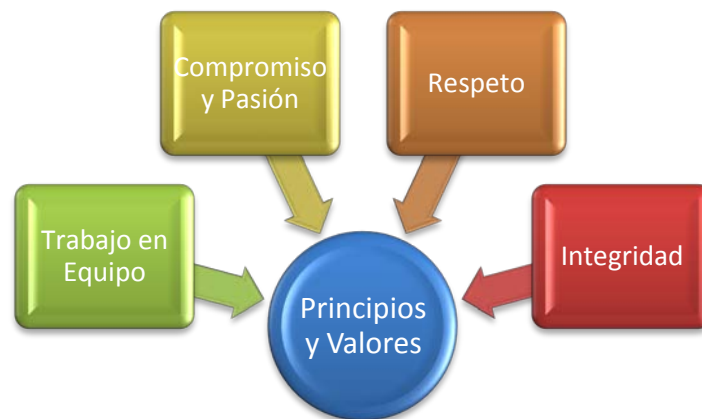 Compromiso
y Pasión
Respeto
Trabajo en
Equipo
Integridad
Principios
y Valores